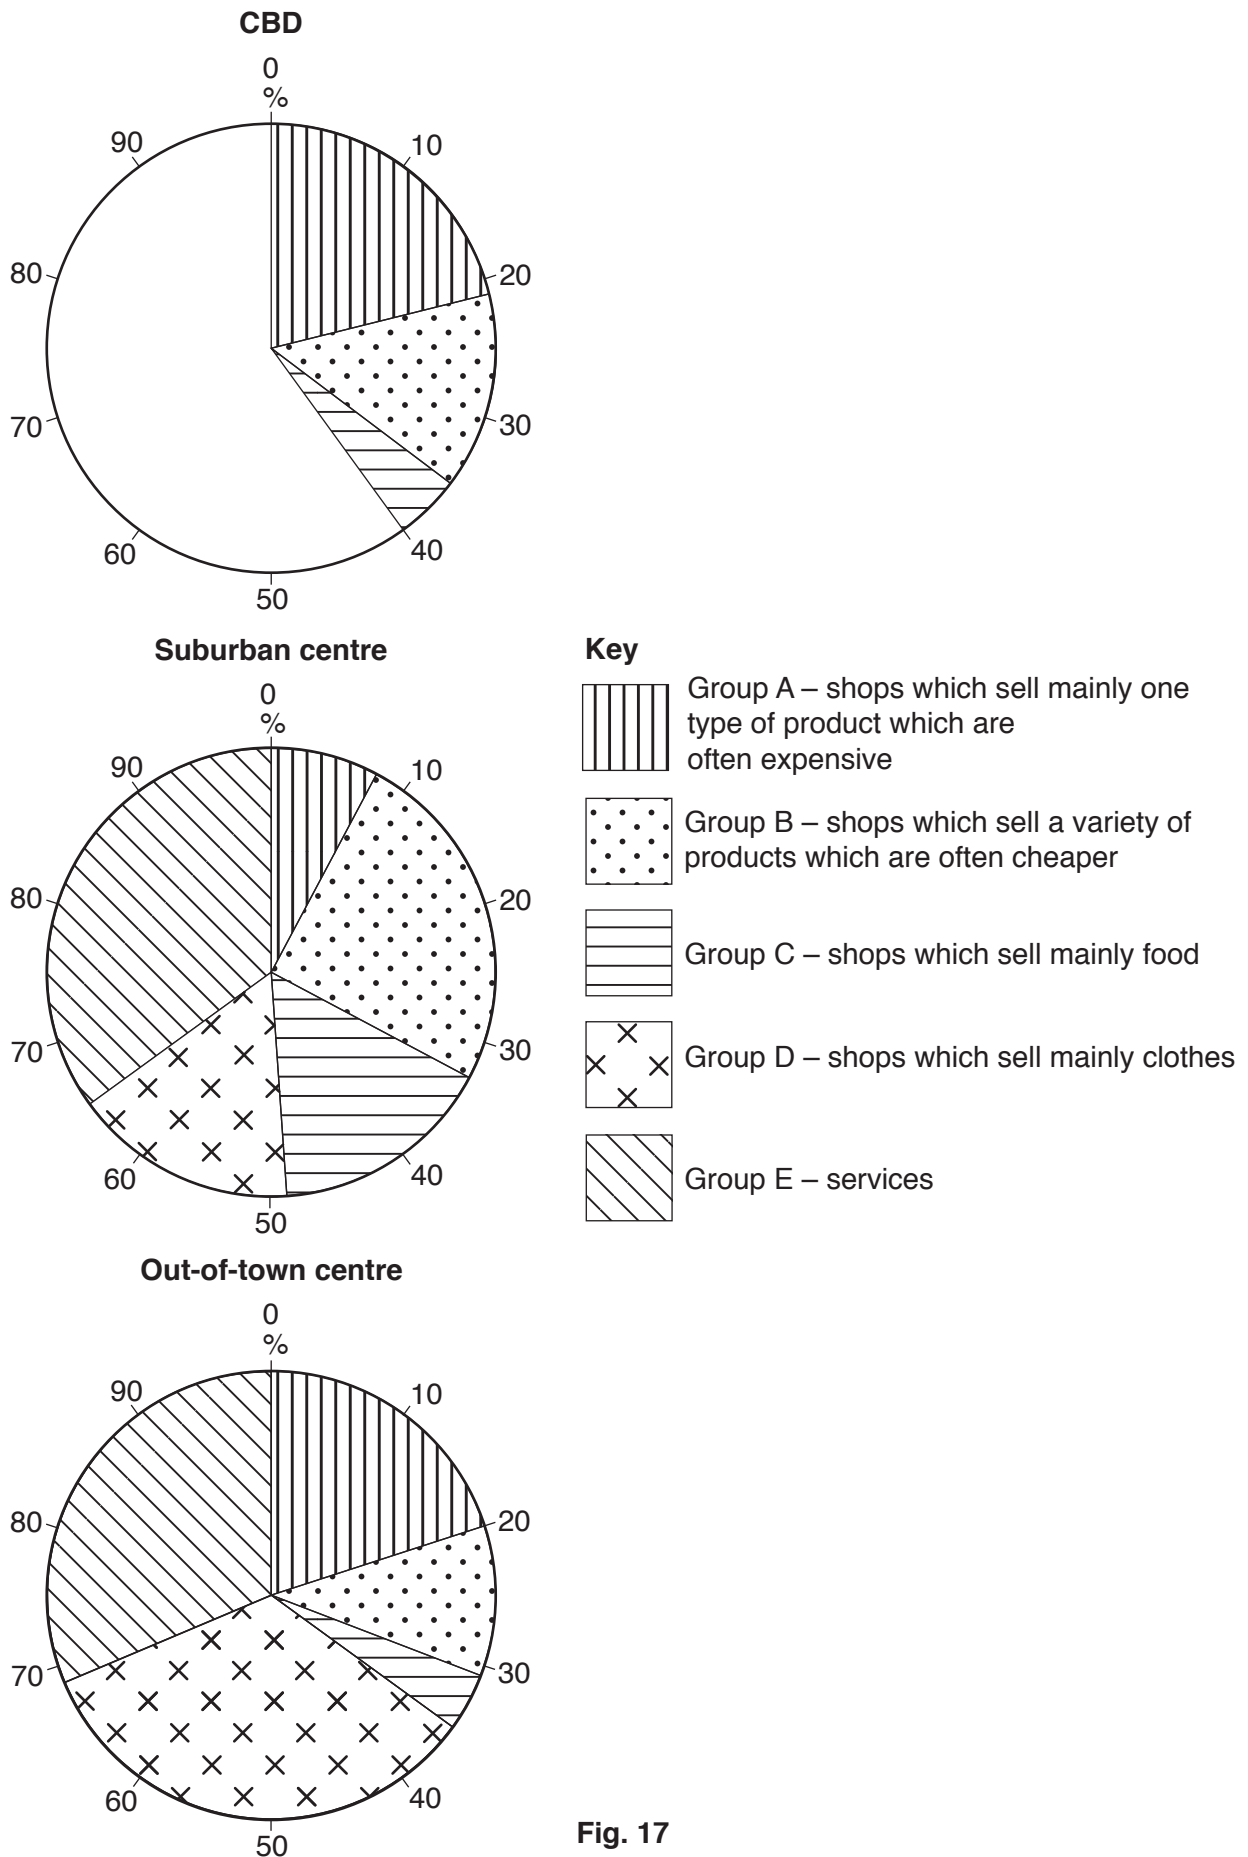 CBD
0
%
90
10
80
20
70
30
60
40
50
Suburban centre
0
%
90
10
80
20
70
30
60
40
50
Key
Group A – shops which sell mainly one
type of product which are
often expensive
Group B – shops which sell a variety of
products which are often cheaper
Group C – shops which sell mainly food
Group D – shops which sell mainly clothes
Group E – services
Out-of-town centre
0
%
90
10
80
20
70
30
60
40
50
Fig. 17